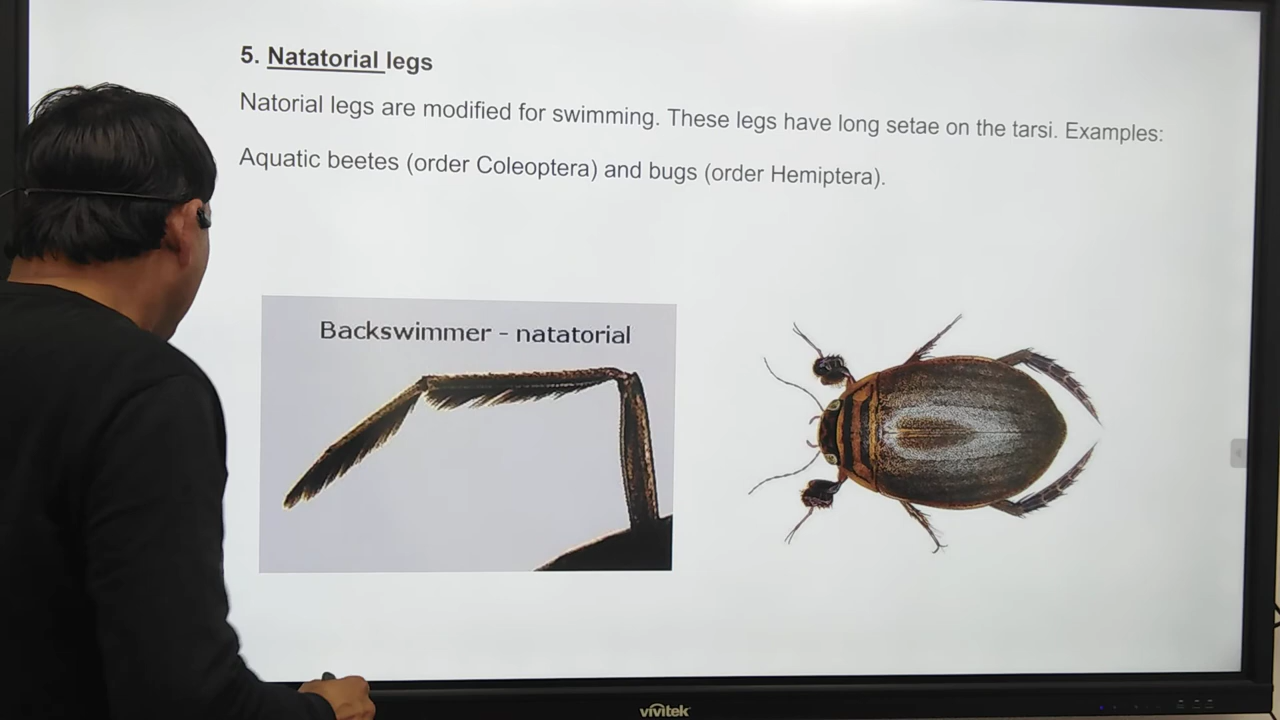 5. Natatorial legs
Natorial legs are modified for swimming. These legs have long setae on the tarsi. Examples:
Aquatic beetes (order Coleoptera) and bugs (order Hemiptera).
Backswimmer - natatorial
vivitek